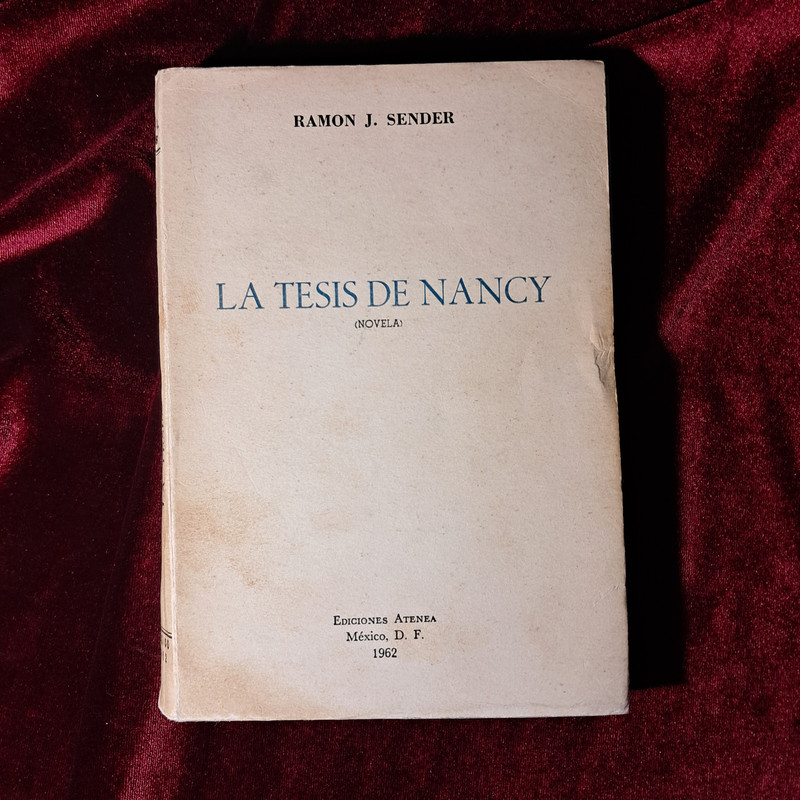 RAMON J. SENDER
LA TESIS DE NANCY
(NOVELA)
EDICIONES ATENEA
México, D. F.
1962